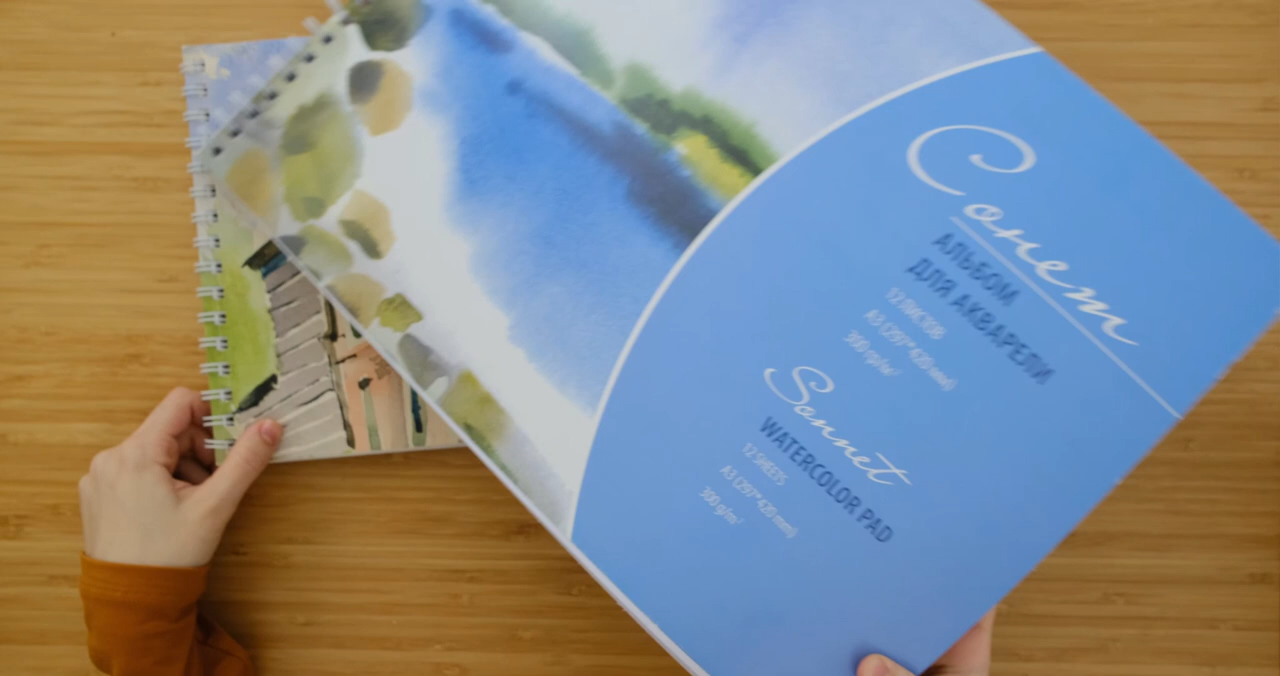 Сонет
АЛЬБОМ
ДЛЯ АКВАРЕЛИ
12 ЛИСТОВ
А3 (297*420 mm)
300 gp/m²
Sonnet
WATERCOLOR PAD
12 SHEETS
A3 (297*420 mm)
300 g/m²